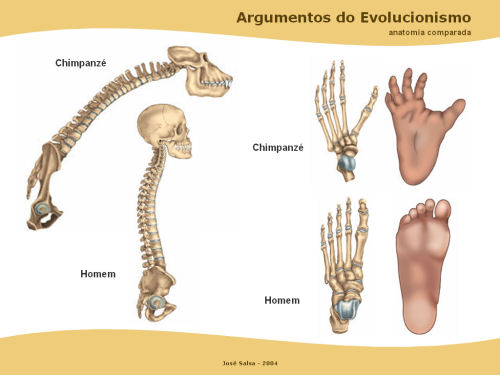 Argumentos do Evolucionismo
anatomia comparada
Chimpanzé
Chimpanzé
Homem
Homem
José Salsa - 2004